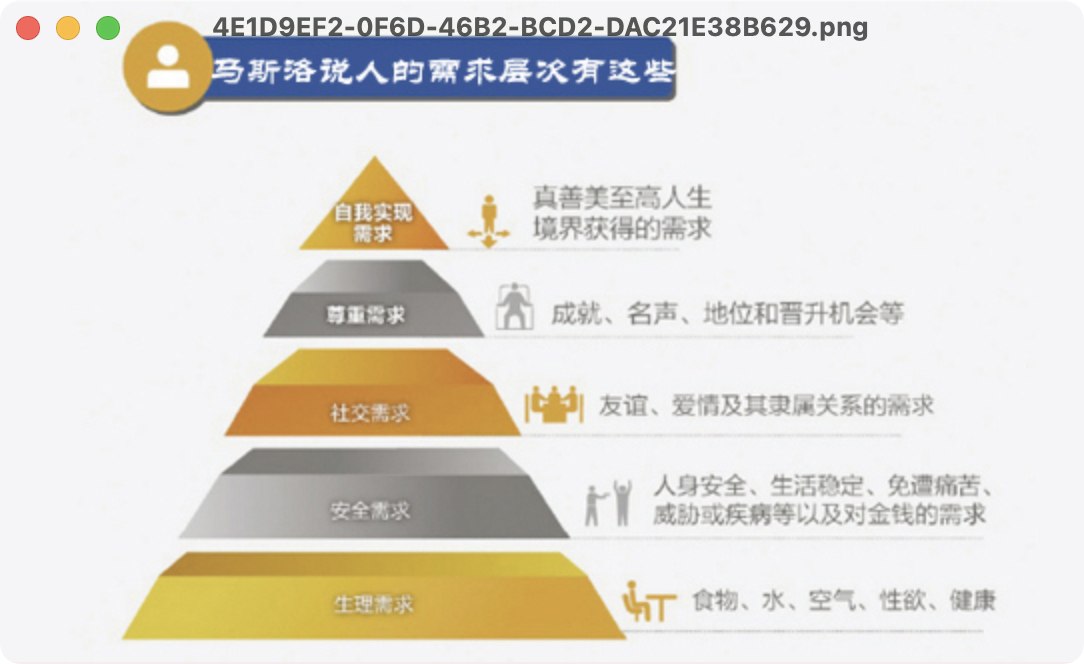 4E1D9EF2-0F6D-46B2-BCD2-DAC21E38B629.png
马斯洛说人的需求层次有这些
自我实现
需求
真善美至高人生
境界获得的需求
尊重需求
成就、名声、地位和晋升机会等
社交需求
友谊、爱情及其隶属关系的需求
安全需求
人身安全、生活稳定、免遭痛苦、
威胁或疾病等以及对金钱的需求
生理需求
食物、水、空气、性欲、健康